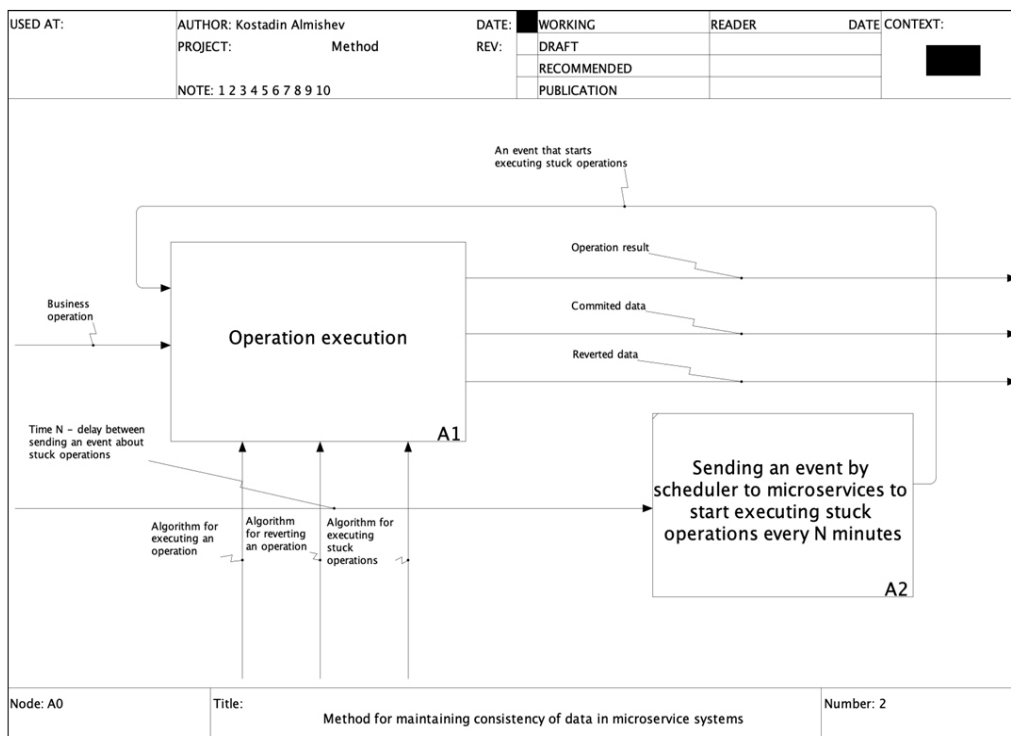 USED AT:
AUTHOR: Kostadin Almishev
DATE:
WORKING
READER
DATE
CONTEXT:
PROJECT:
Method
REV:
DRAFT
RECOMMENDED
NOTE: 1 2 3 4 5 6 7 8 9 10
PUBLICATION
An event that starts
executing stuck operations
Operation result
Business
operation
Commited data
Operation execution
Reverted data
A1
Time N – delay between
sending an event about
stuck operations
Sending an event by
scheduler to microservices to
start executing stuck
operations every N minutes
A2
Algorithm for
executing an
operation
Algorithm
for reverting
an operation
Algorithm for
executing
stuck
operations
Node: A0
Title:
Method for maintaining consistency of data in microservice systems
Number: 2